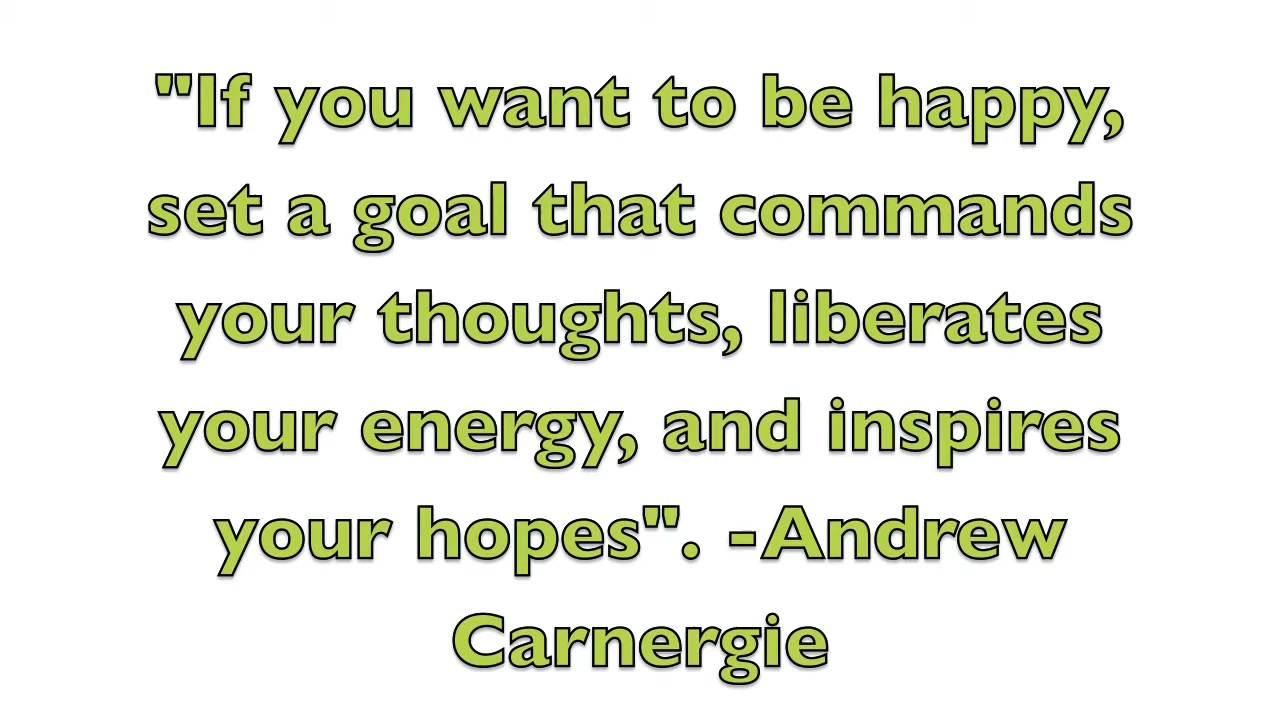 "If you want to be happy,
set a goal that commands
your thoughts, liberates
your energy, and inspires
your hopes". -Andrew
Carnergie